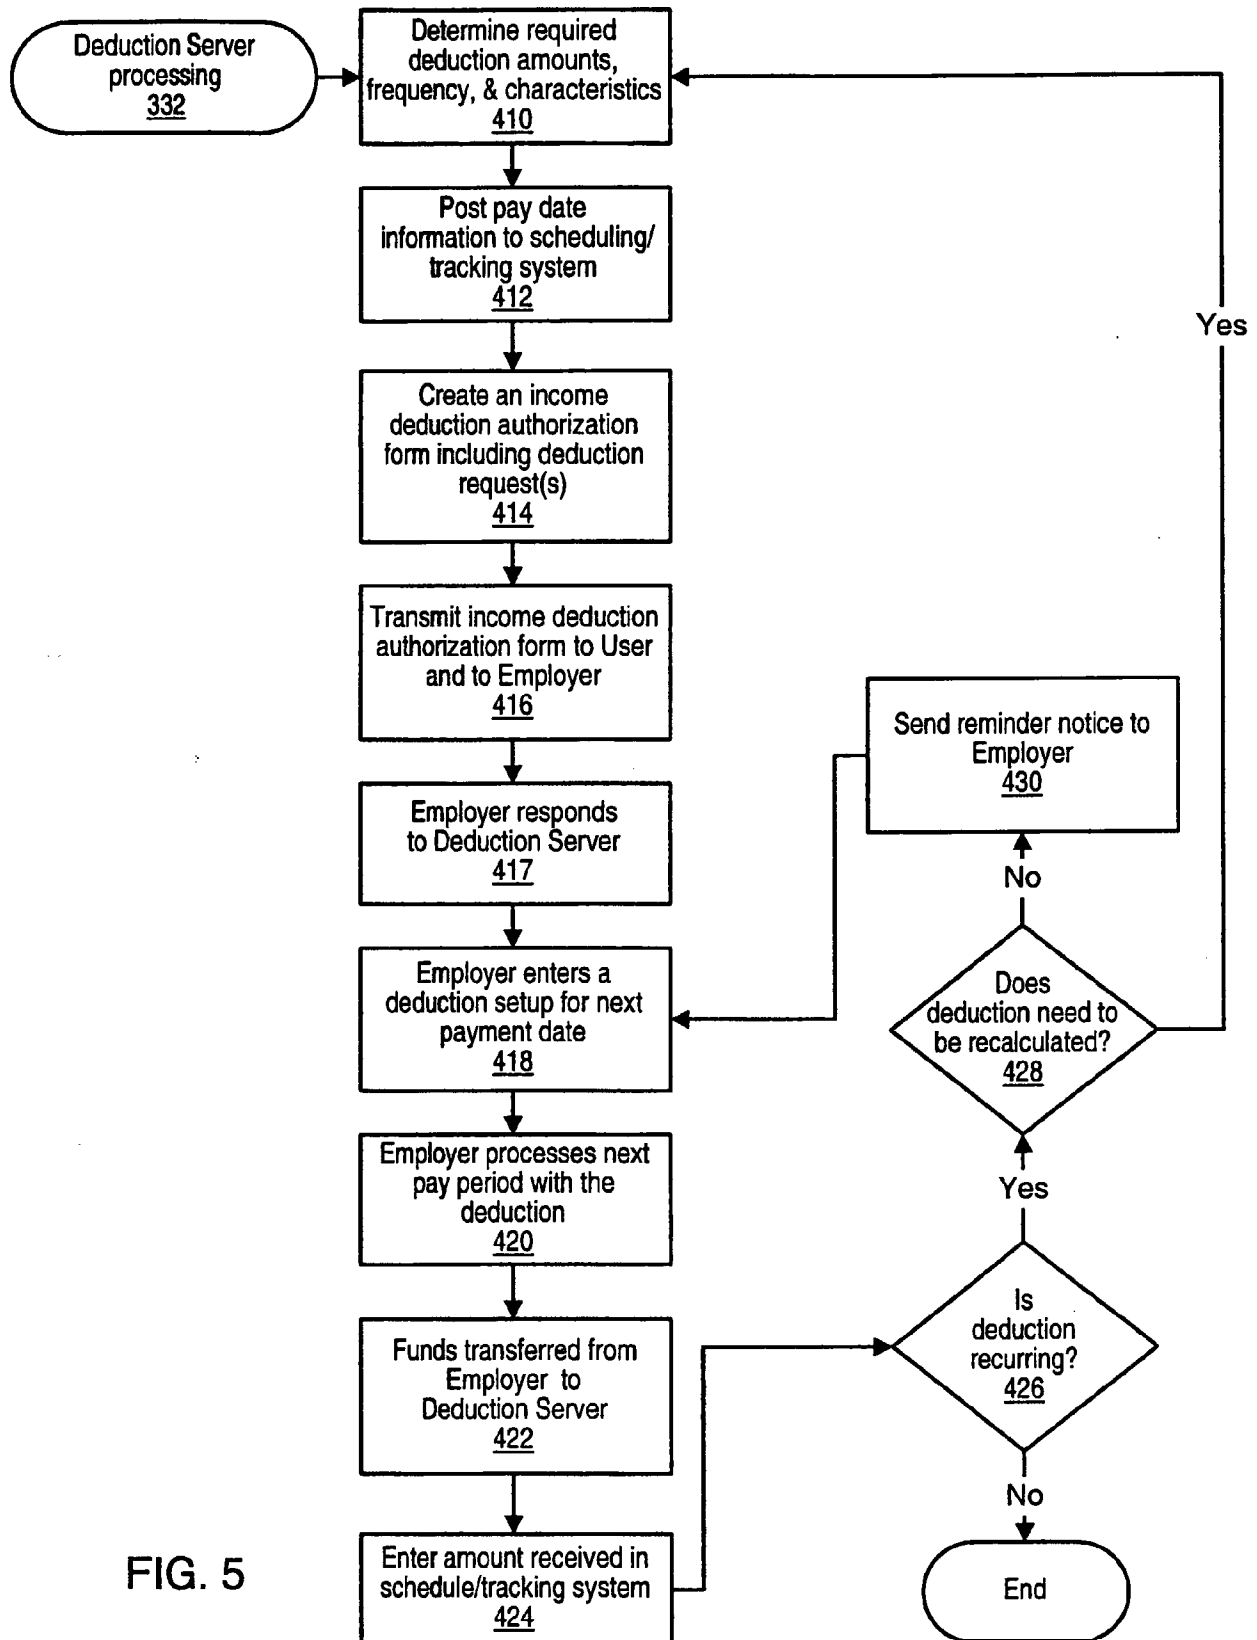 Deduction Server
processing
332
Determine required
deduction amounts,
frequency, & characteristics
410
Post pay date
information to scheduling/
tracking system
412
Create an income
deduction authorization
form including deduction
request(s)
414
Transmit income deduction
authorization form to User
and to Employer
416
Employer responds
to Deduction Server
417
Employer enters a
deduction setup for next
payment date
418
Employer processes next
pay period with the
deduction
420
Funds transferred from
Employer to
Deduction Server
422
Enter amount received in
schedule/tracking system
424
Is
deduction
recurring?
426
Yes
No
End
Does
deduction need to
be recalculated?
428
No
Yes
Send reminder notice to
Employer
430
FIG. 5